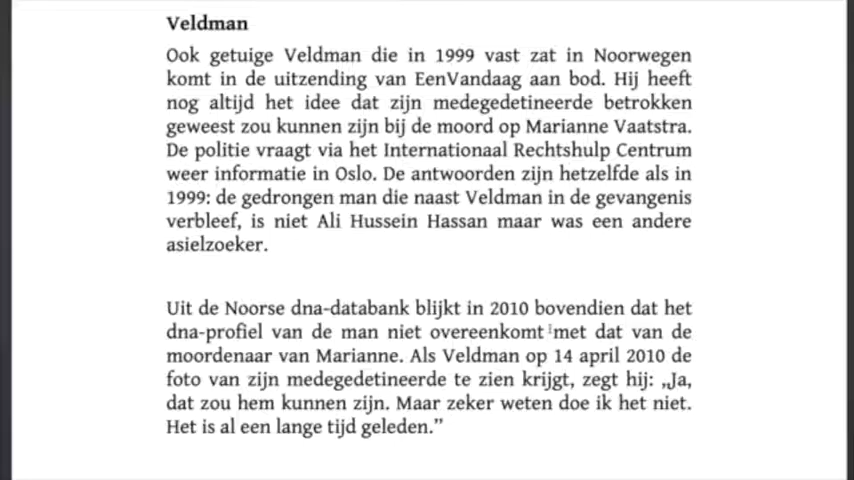 Veldman
Ook getuige Veldman die in 1999 vast zat in Noorwegen
komt in de uitzending van EenVandaag aan bod. Hij heeft
nog altijd het idee dat zijn medegedetineerde betrokken
geweest zou kunnen zijn bij de moord op Marianne Vaatstra.
De politie vraagt via het Internationaal Rechtshulp Centrum
weer informatie in Oslo. De antwoorden zijn hetzelfde als in
1999: de gedrongen man die naast Veldman in de gevangenis
verbleef, is niet Ali Hussein Hassan maar was een andere
asielzoeker.
Uit de Noorse dna-databank blijkt in 2010 bovendien dat het
dna-profiel van de man niet overeenkomt met dat van de
moordenaar van Marianne. Als Veldman op 14 april 2010 de
foto van zijn medegedetineerde te zien krijgt, zegt hij: „Ja,
dat zou hem kunnen zijn. Maar zeker weten doe ik het niet.
Het is al een lange tijd geleden.”